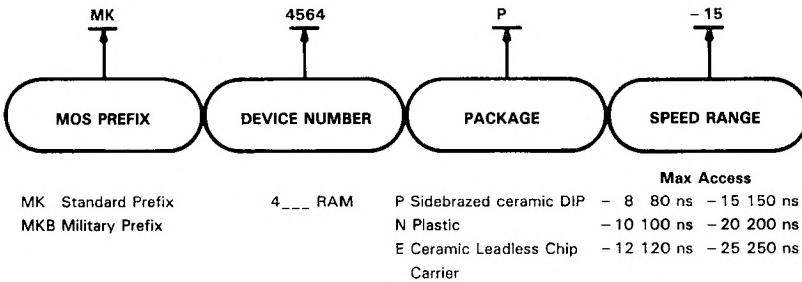 MK 4564 P -15
MOS PREFIX DEVICE NUMBER PACKAGE SPEED RANGE
Max Access
MK Standard Prefix 4___ RAM P Sidebrazed ceramic DIP - 8 80 ns -15 150 ns
MKB Military Prefix N Plastic -10 100 ns -20 200 ns
E Ceramic Leadless Chip -12 120 ns -25 250 ns
Carrier